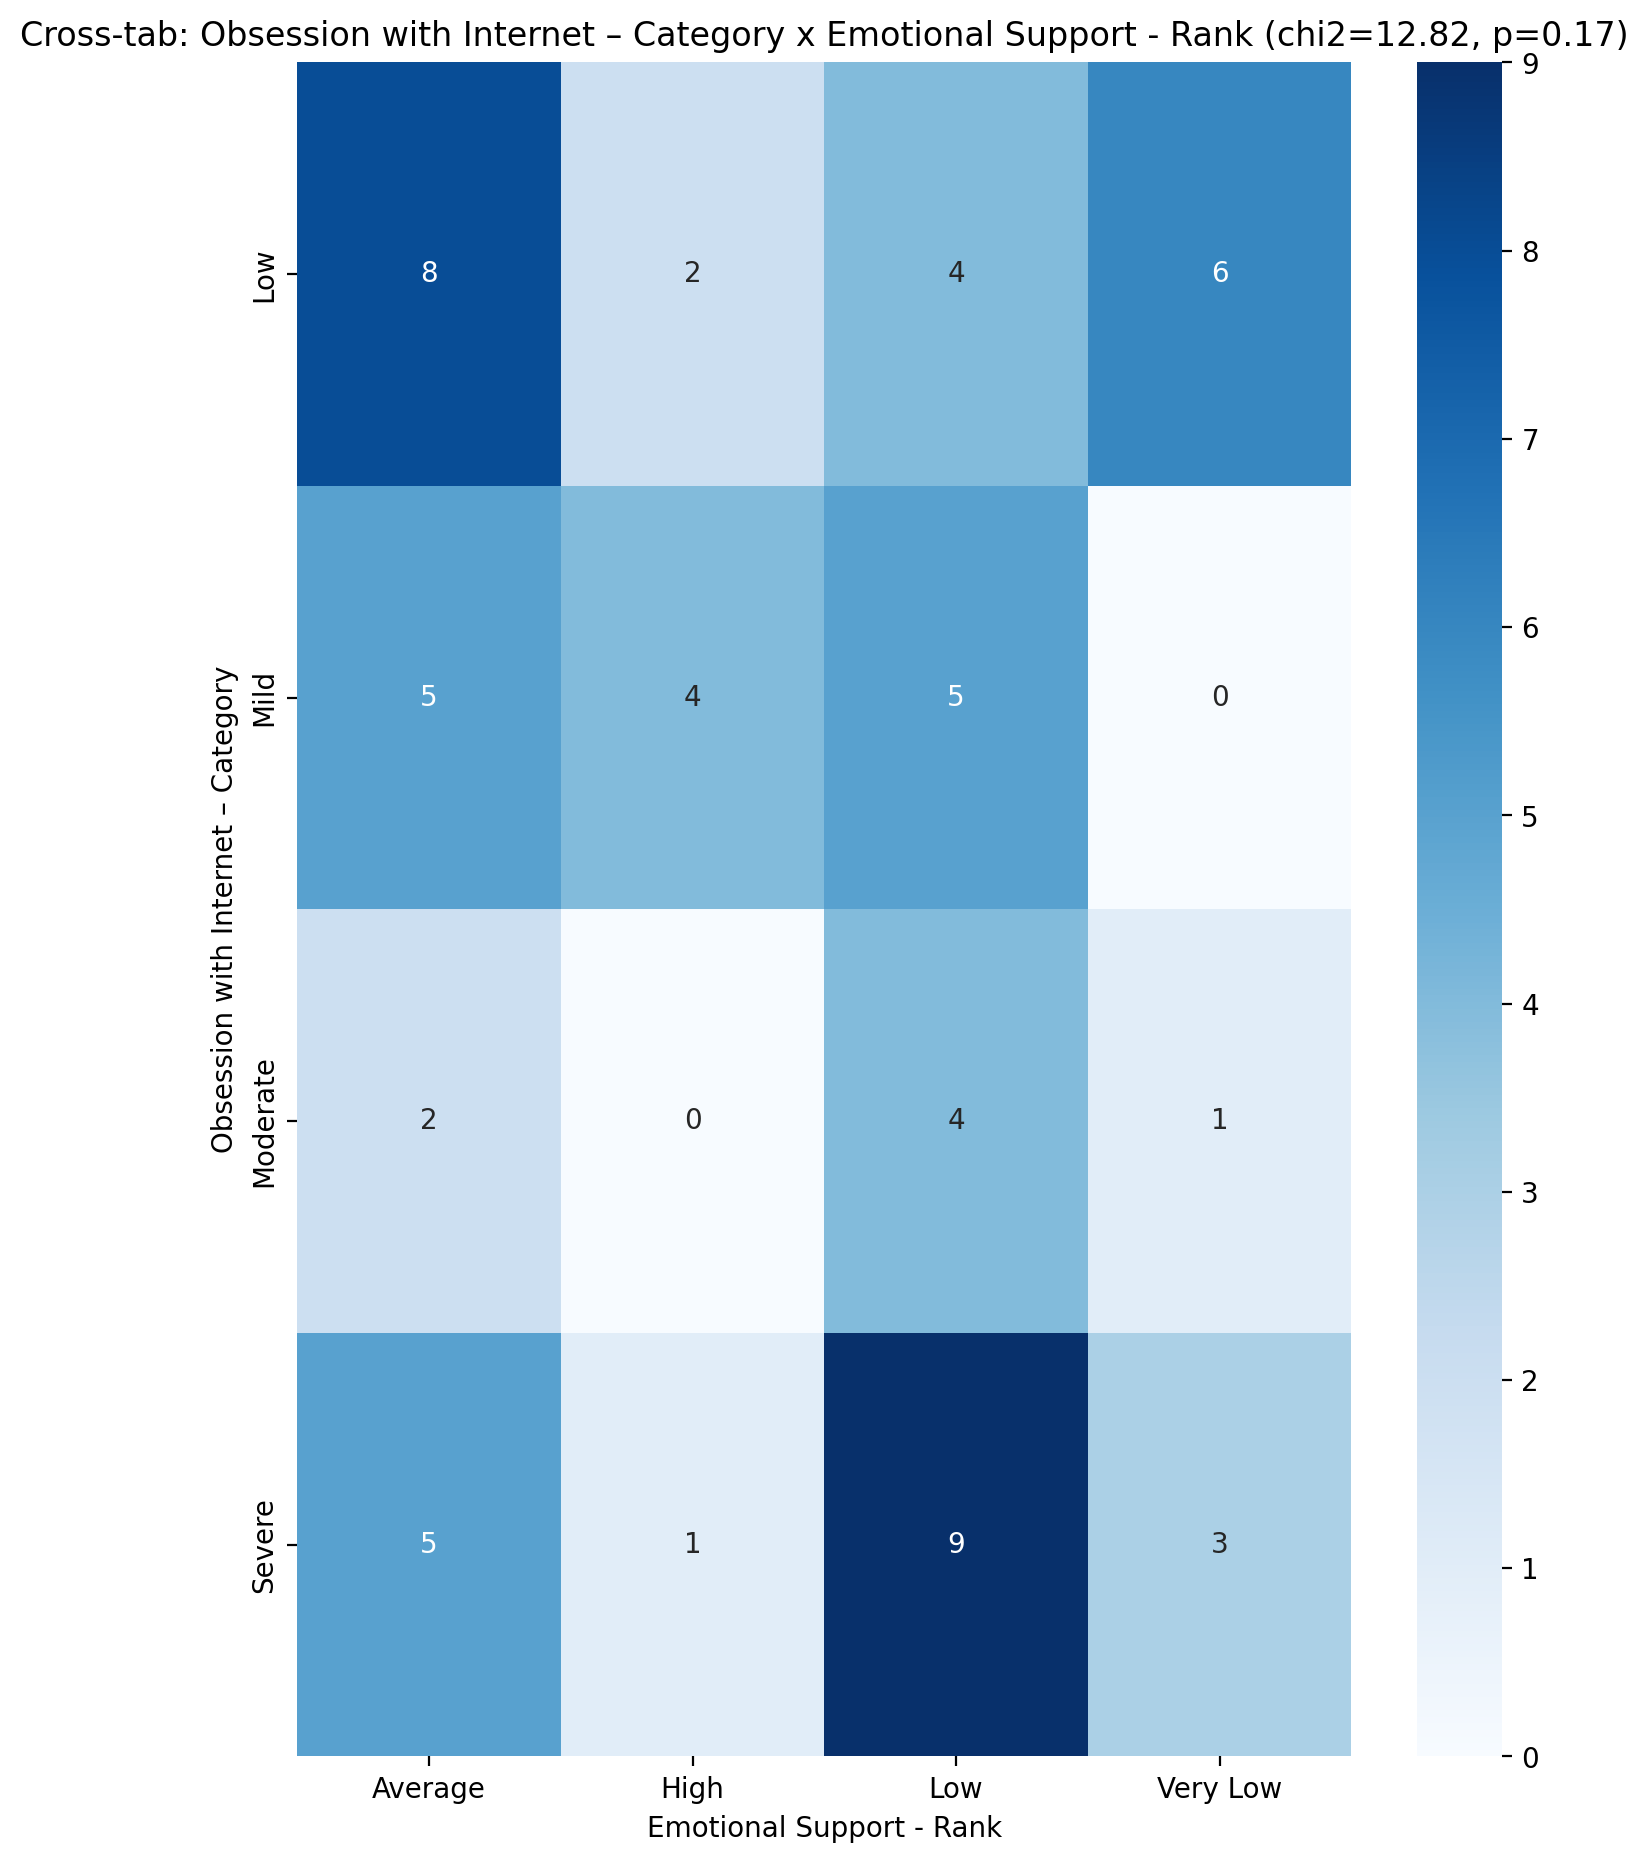 Cross-tab: Obsession with Internet – Category x Emotional Support - Rank (chi2=12.82, p=0.17)
Obsession with Internet – Category
Low
8 2 4 6
Mild
5 4 5 0
Moderate
2 0 4 1
Severe
5 1 9 3
Average High Low Very Low
Emotional Support - Rank
9
8
7
6
5
4
3
2
1
0